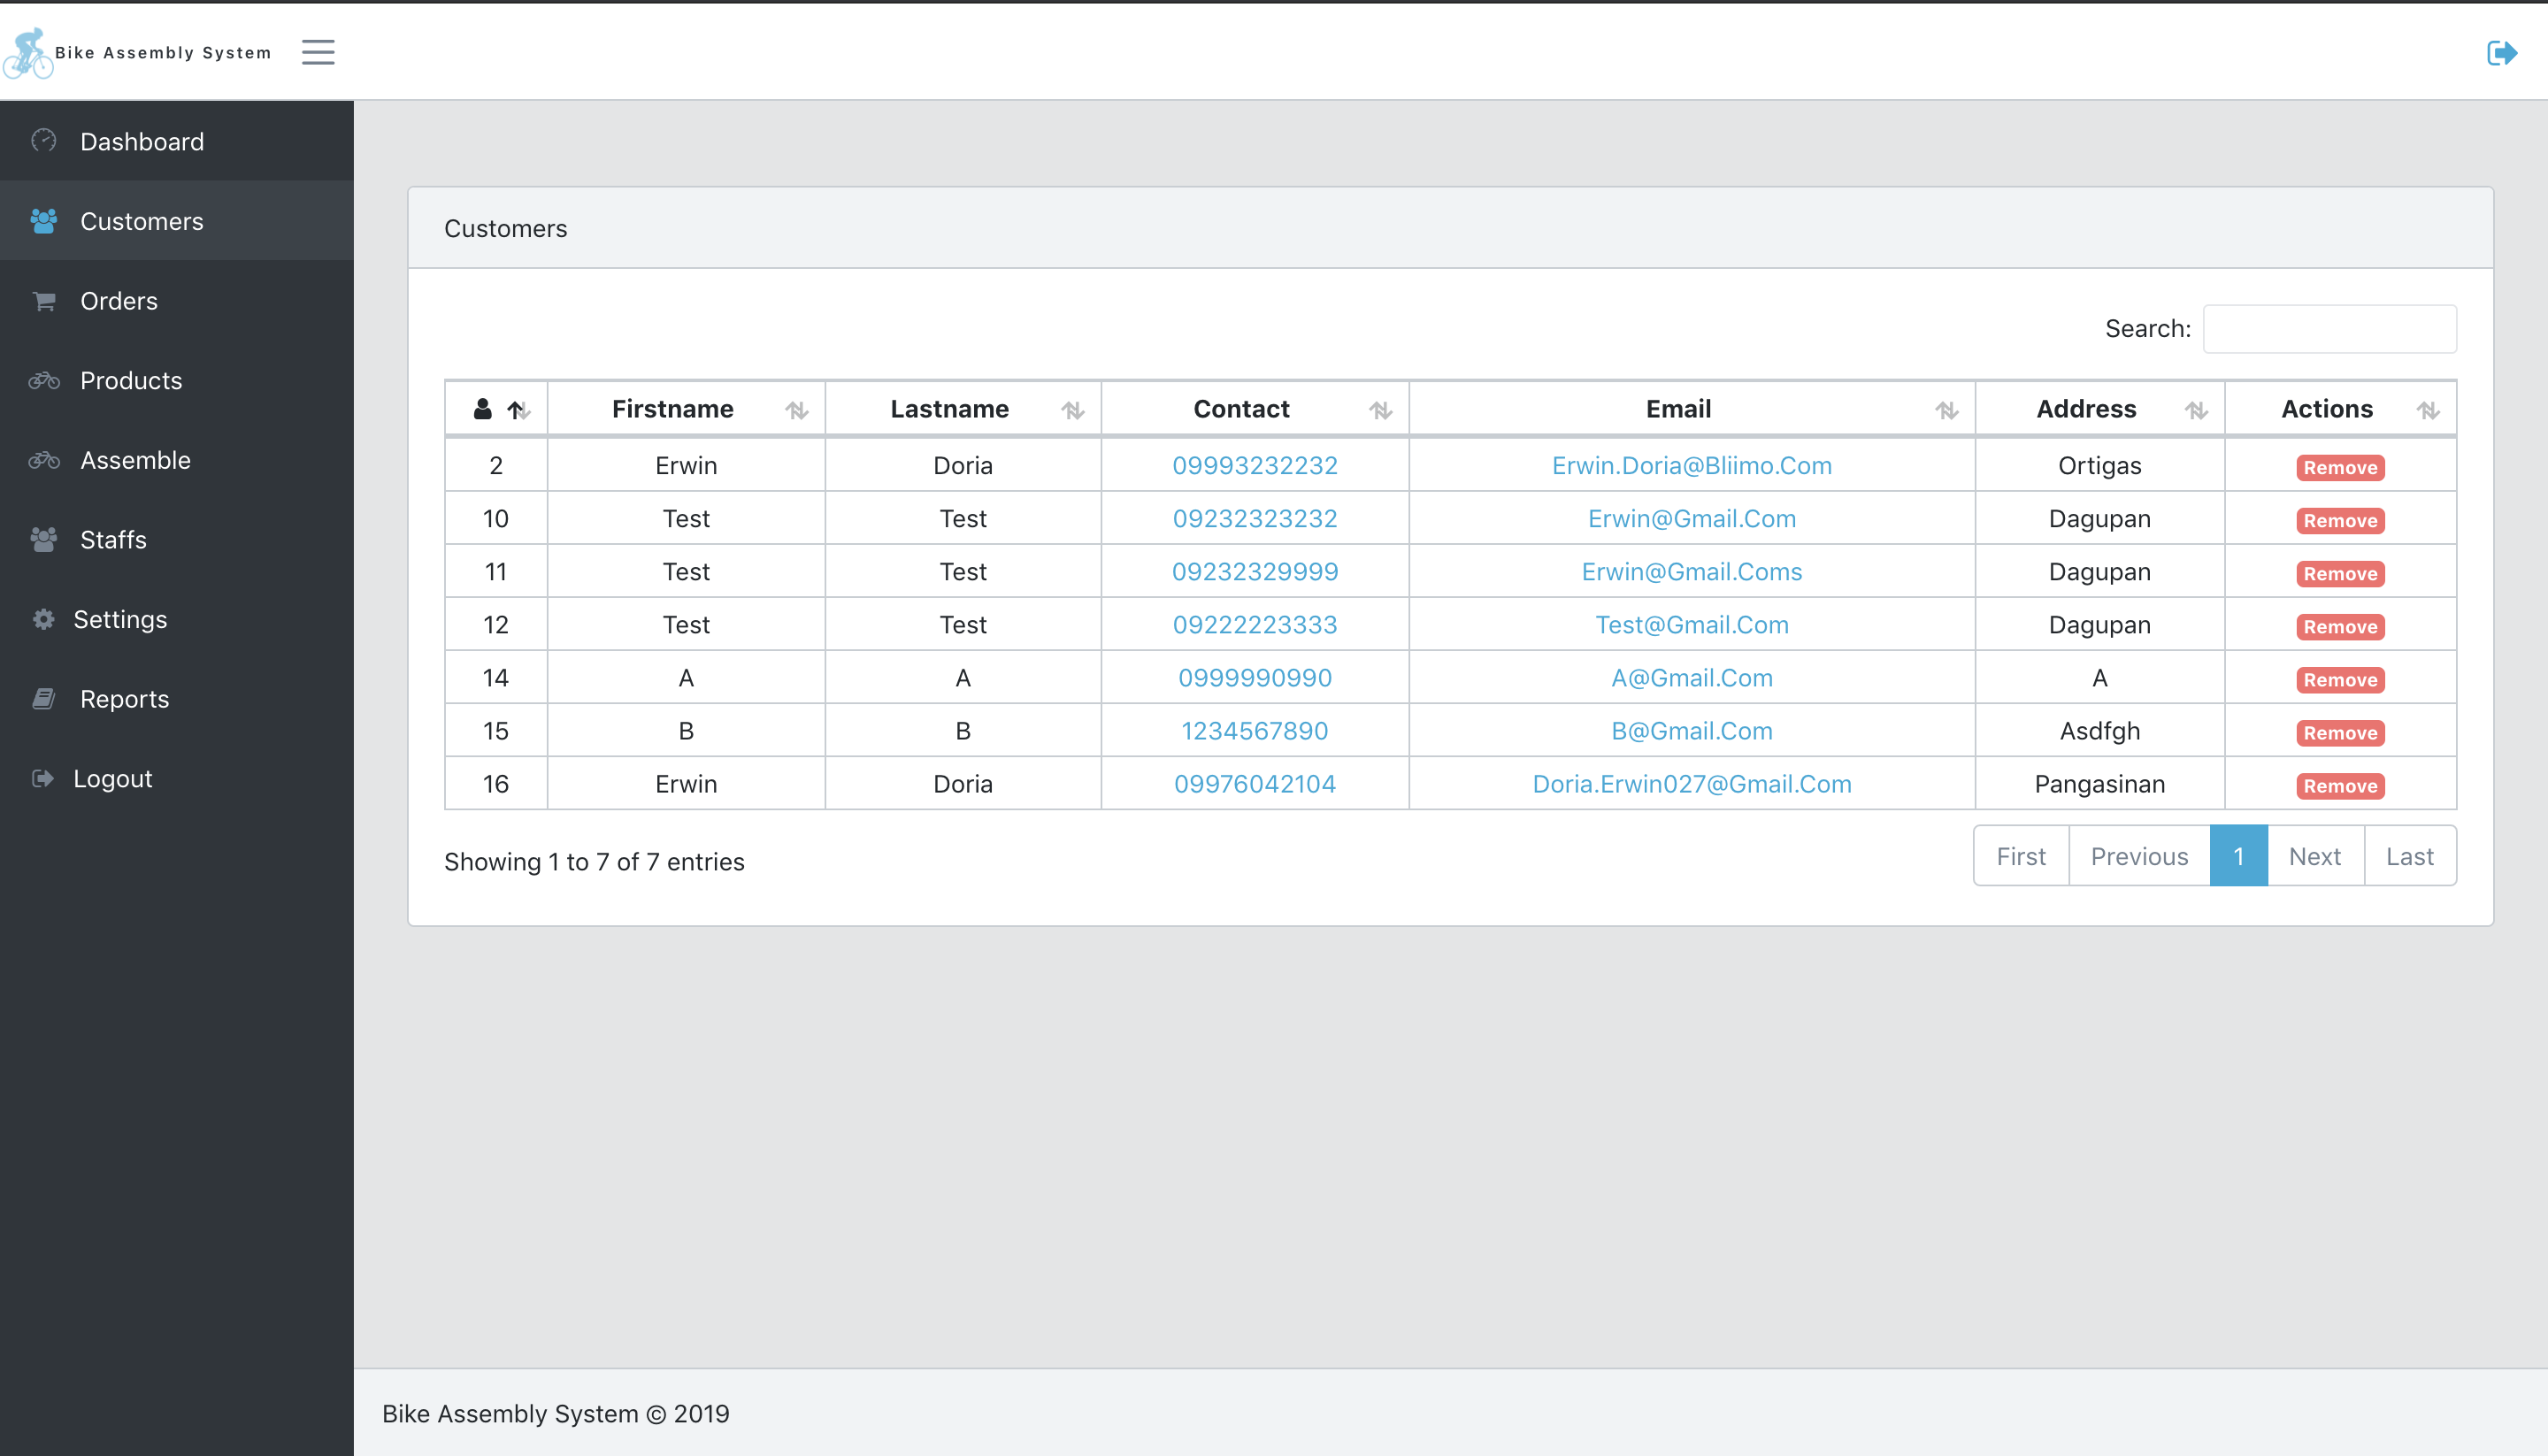 Bike Assembly System
Dashboard
Customers
Orders
Products
Assemble
Staffs
Settings
Reports
Logout
Customers
Search:
Firstname Lastname Contact Email Address Actions
2 Erwin Doria 09993232232 Erwin.Doria@Bliimo.Com Ortigas Remove
10 Test Test 09232323232 Erwin@Gmail.Com Dagupan Remove
11 Test Test 09232329999 Erwin@Gmail.Coms Dagupan Remove
12 Test Test 09222223333 Test@Gmail.Com Dagupan Remove
14 A A 0999990990 A@Gmail.Com A Remove
15 B B 1234567890 B@Gmail.Com Asdfgh Remove
16 Erwin Doria 09976042104 Doria.Erwin027@Gmail.Com Pangasinan Remove
Showing 1 to 7 of 7 entries
First Previous 1 Next Last
Bike Assembly System © 2019